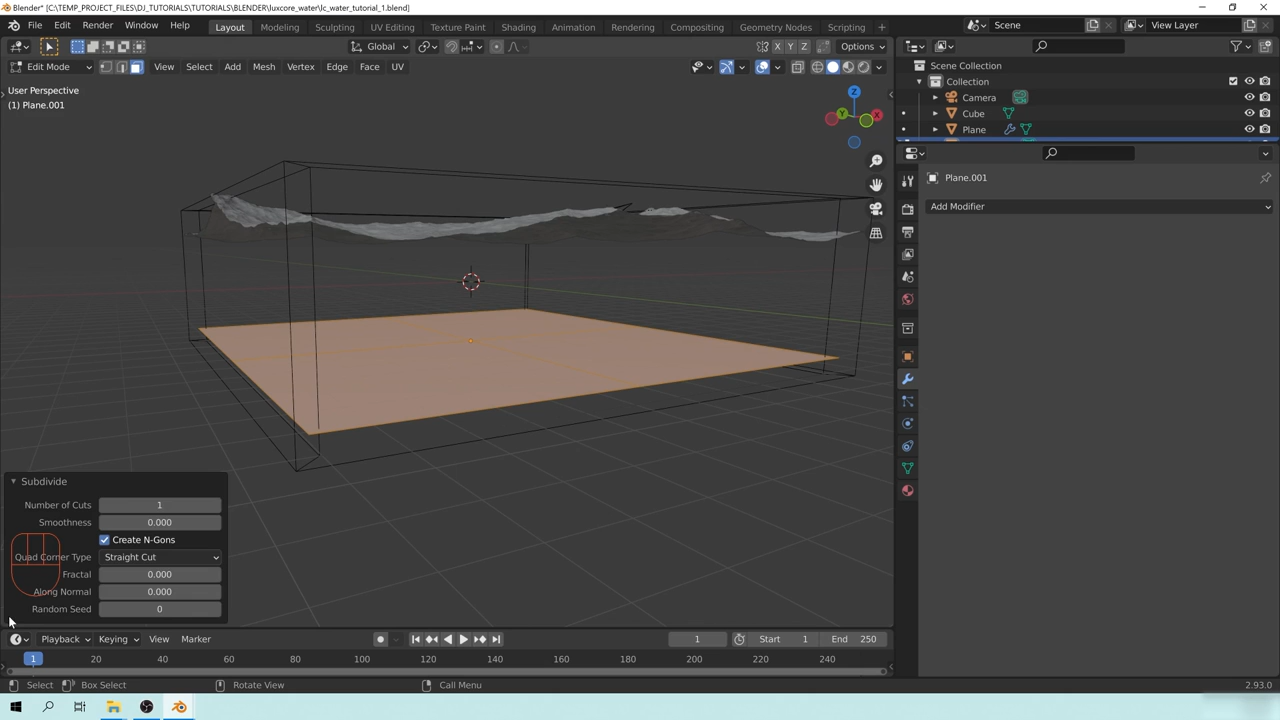 Blender* [C:\TEMP_PROJECT_FILES\DJ_TUTORIALS\TUTORIALS\BLENDER\luxcore_water\lc_water_tutorial_1.blend]
File Edit Render Window Help Layout Modeling Sculpting UV Editing Texture Paint Shading Animation Rendering Compositing Geometry Nodes Scripting + Scene View Layer
Global X Y Z Options
Edit Mode View Select Add Mesh Vertex Edge Face UV
User Perspective
(1) Plane.001
Z
Y X
Scene Collection
Collection
Camera
Cube
Plane
Plane.001
Add Modifier
Subdivide
Number of Cuts 1
Smoothness 0.000
Create N-Gons
Quad Corner Type Straight Cut
Fractal 0.000
Along Normal 0.000
Random Seed 0
Playback Keying View Marker 1 Start 1 End 250
1 20 40 60 80 100 120 140 160 180 200 220 240
Select Box Select Rotate View Call Menu 2.93.0